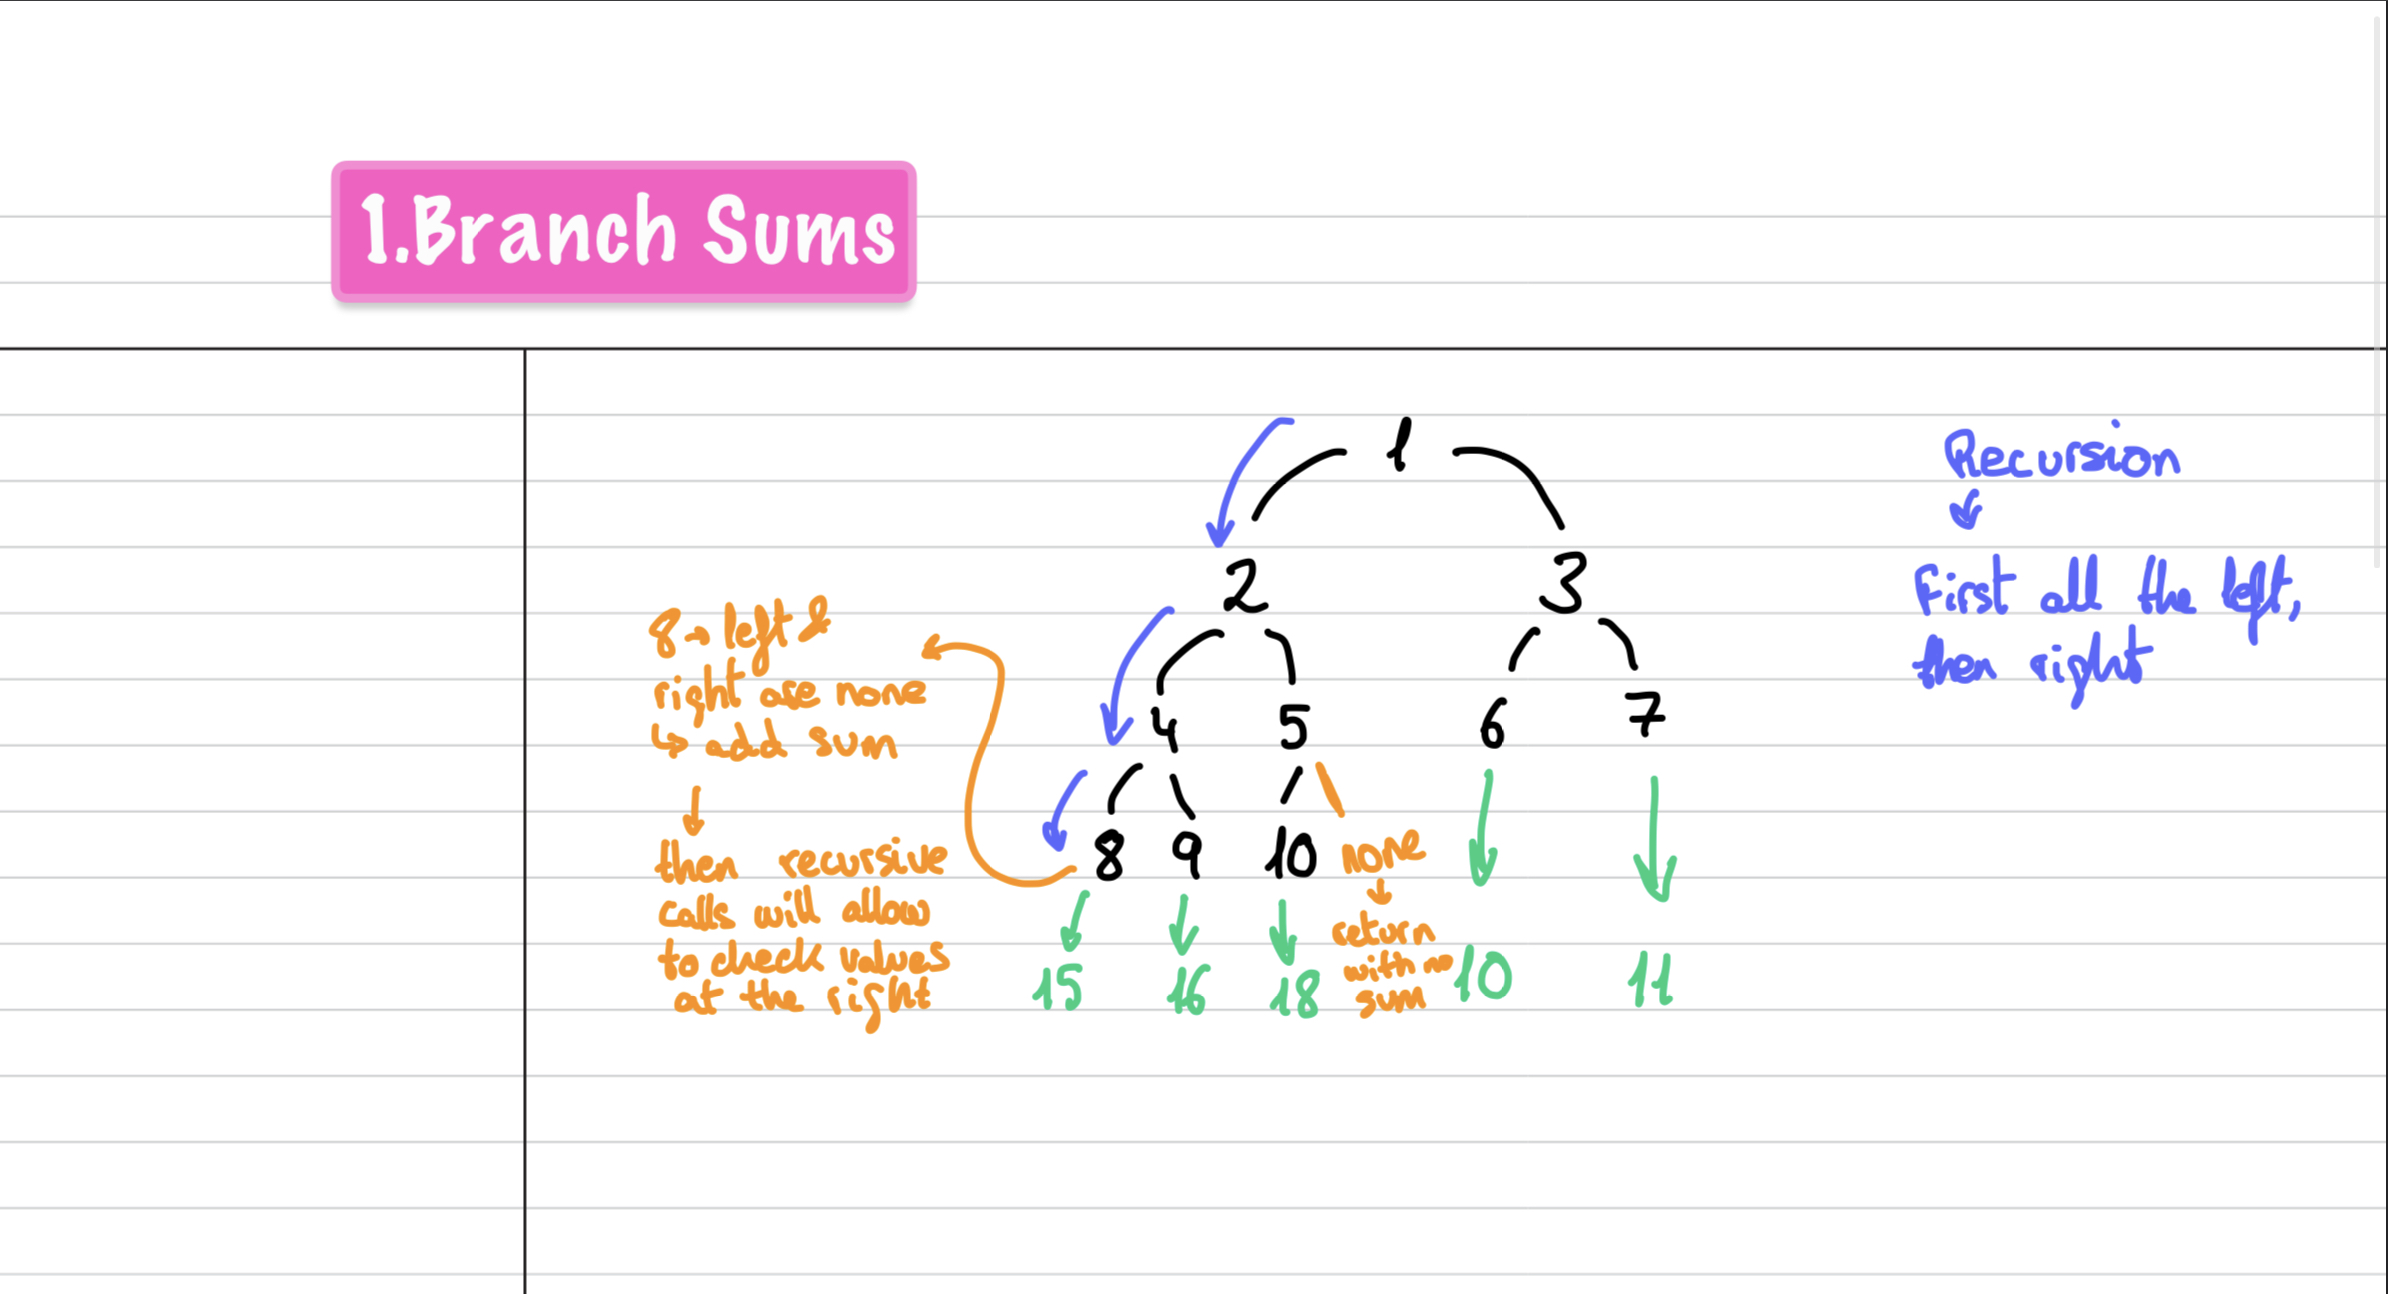 1.Branch Sums
1
Recursion
First all the left,
then right
2
3
8→ left &
right are none
↳ add sum
4
5
6
7
then recursive
calls will allow
to check values
at the right
8
9
10
none
return
with no
sum
15
16
18
10
11